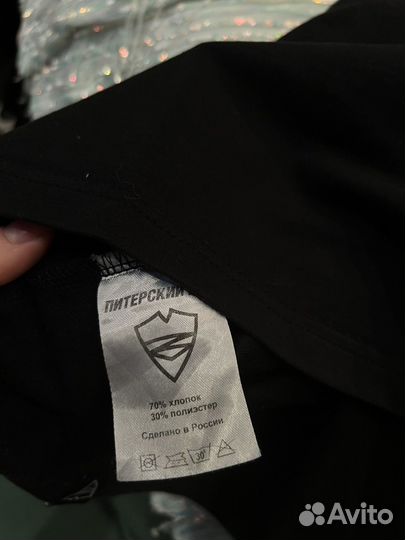 ПИТЕРСКИЙ
70% хлопок
30% полиэстер
Сделано в России
30°
Avito